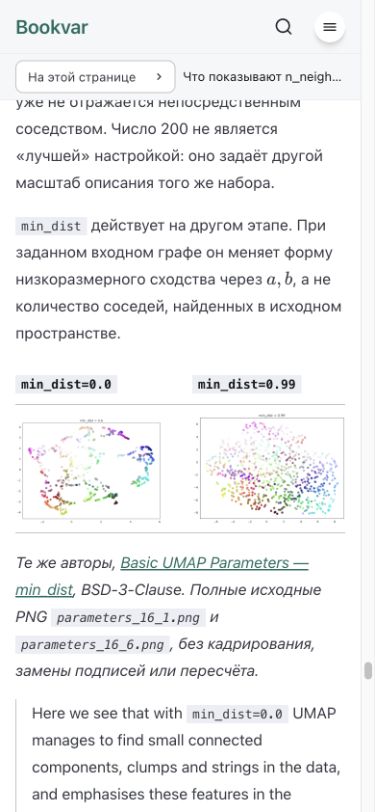 Bookvar
На этой странице
Что показывают n_neigh…
уже не отражается непосредственным
соседством. Число 200 не является
«лучшей» настройкой: оно задаёт другой
масштаб описания того же набора.
min_dist действует на другом этапе. При
заданном входном графе он меняет форму
низкоразмерного сходства через a, b, а не
количество соседей, найденных в исходном
пространстве.
min_dist=0.0 min_dist=0.99
Те же авторы, Basic UMAP Parameters —
min_dist, BSD-3-Clause. Полные исходные
PNG parameters_16_1.png и
parameters_16_6.png, без кадрирования,
замены подписей или пересчёта.
Here we see that with min_dist=0.0 UMAP
manages to find small connected
components, clumps and strings in the data,
and emphasises these features in the